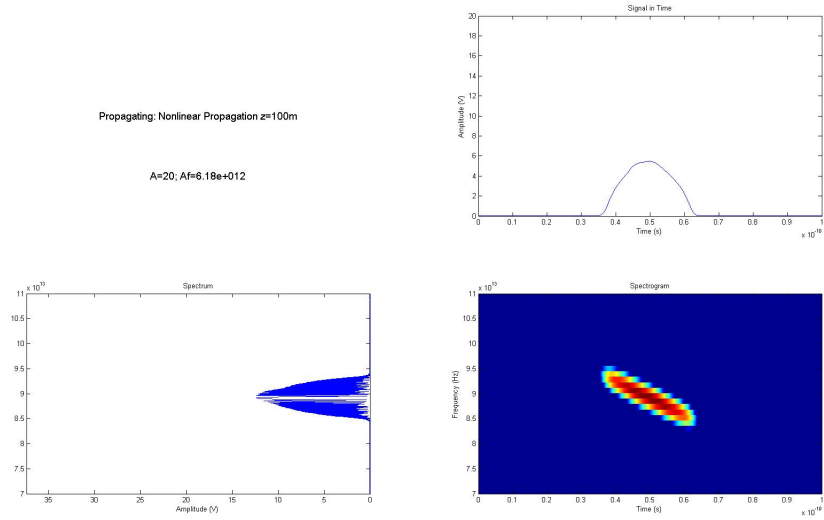 Propagating: Nonlinear Propagation z=100m
A=20; Af=6.18e+012
Signal in Time
Amplitude (V)
20
18
16
14
12
10
8
6
4
2
0
0 0.1 0.2 0.3 0.4 0.5 0.6 0.7 0.8 0.9 1
Time (s)
x 10^-10
Spectrum
x 10^13
11
10.5
10
9.5
9
8.5
8
7.5
7
35 30 25 20 15 10 5 0
Amplitude (V)
Spectrogram
x 10^13
Frequency (Hz)
11
10.5
10
9.5
9
8.5
8
7.5
7
0 0.1 0.2 0.3 0.4 0.5 0.6 0.7 0.8 0.9 1
Time (s)
x 10^-10